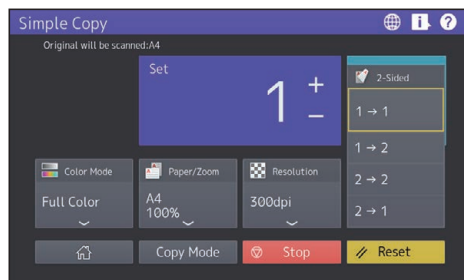 Simple Copy
Original will be scanned:A4
Set
1
+
−
2-Sided
1 → 1
1 → 2
2 → 2
2 → 1
Color Mode
Full Color
Paper/Zoom
A4
100%
Resolution
300dpi
Copy Mode
Stop
Reset